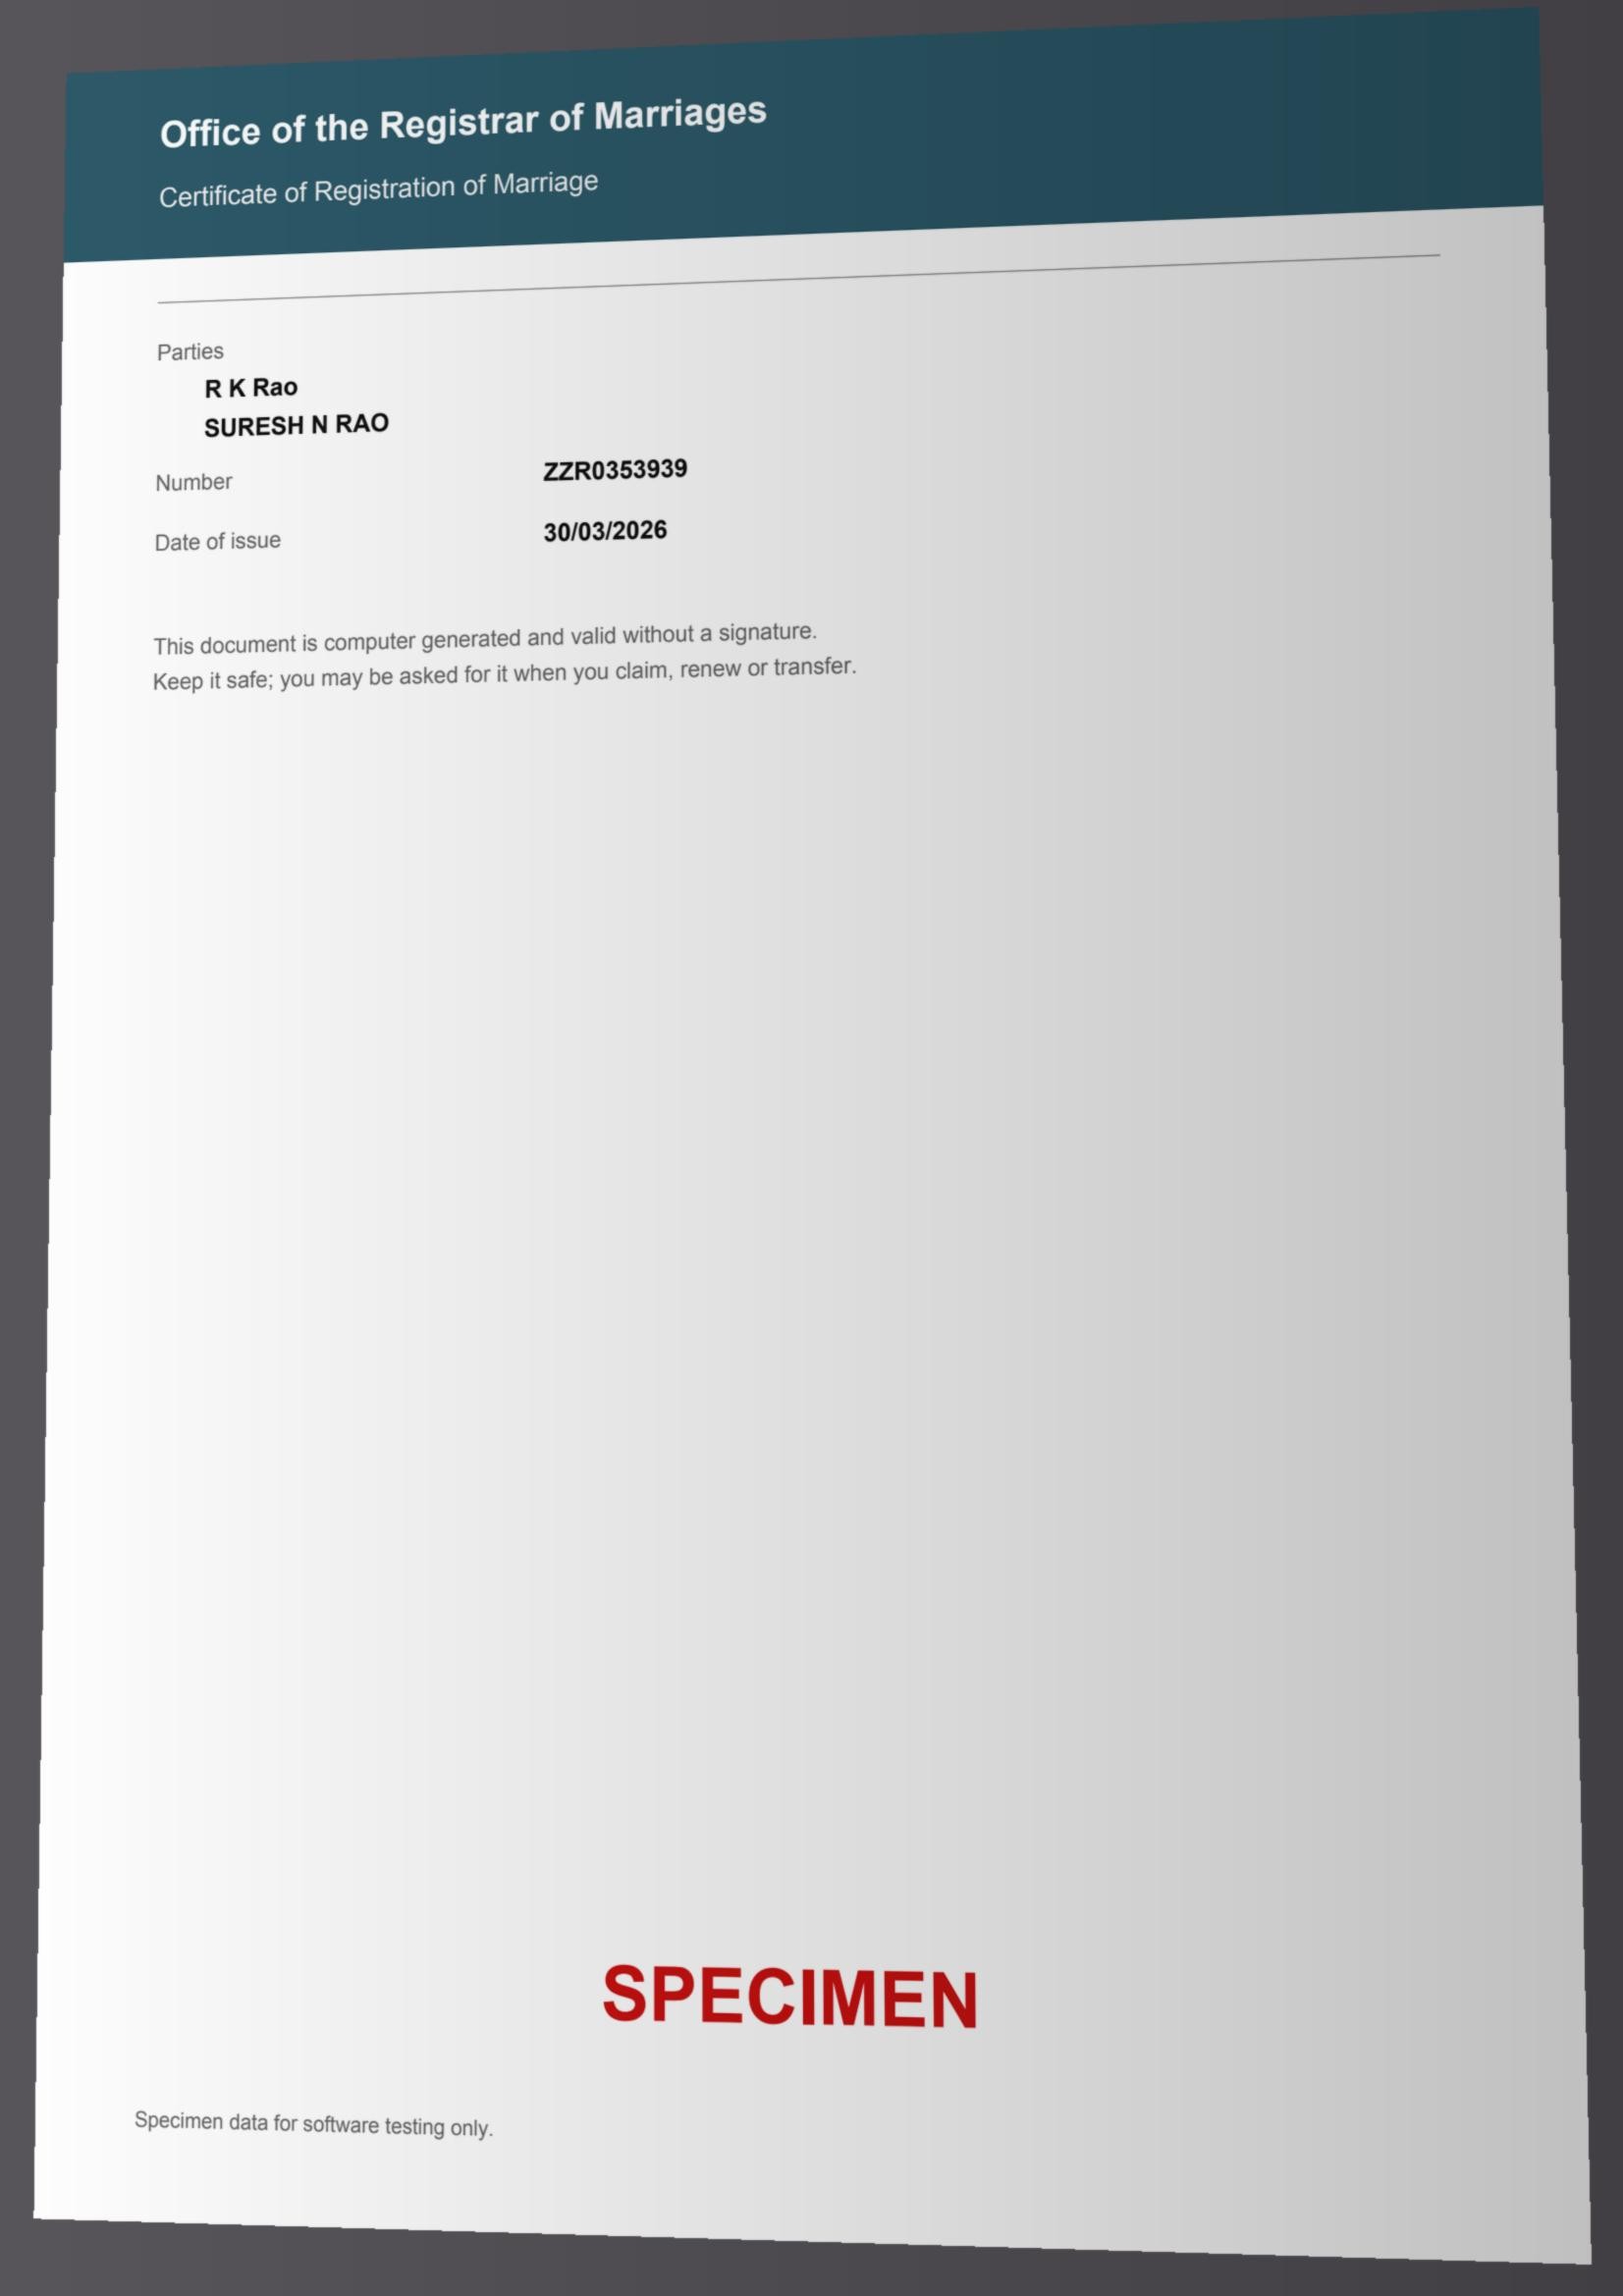 Office of the Registrar of Marriages
Certificate of Registration of Marriage
Parties
R K Rao
SURESH N RAO
Number ZZR0353939
Date of issue 30/03/2026
This document is computer generated and valid without a signature.
Keep it safe; you may be asked for it when you claim, renew or transfer.
SPECIMEN
Specimen data for software testing only.